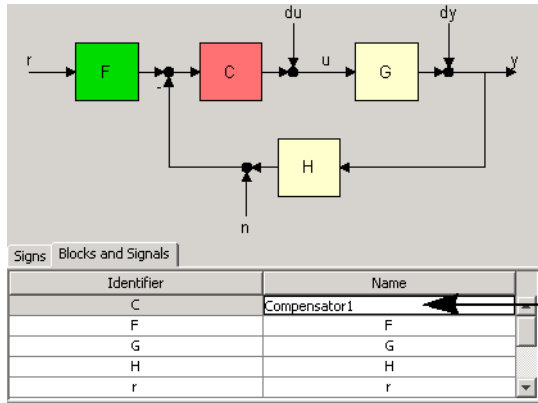 du dy
r F C u G y
-
H
n
Signs Blocks and Signals
Identifier Name
C Compensator1
F F
G G
H H
r r